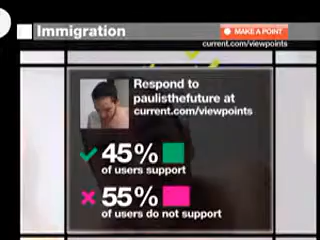 Immigration
MAKE A POINT
current.com/viewpoints
Respond to
paulisthefuture at
current.com/viewpoints
45%
of users support
55%
of users do not support